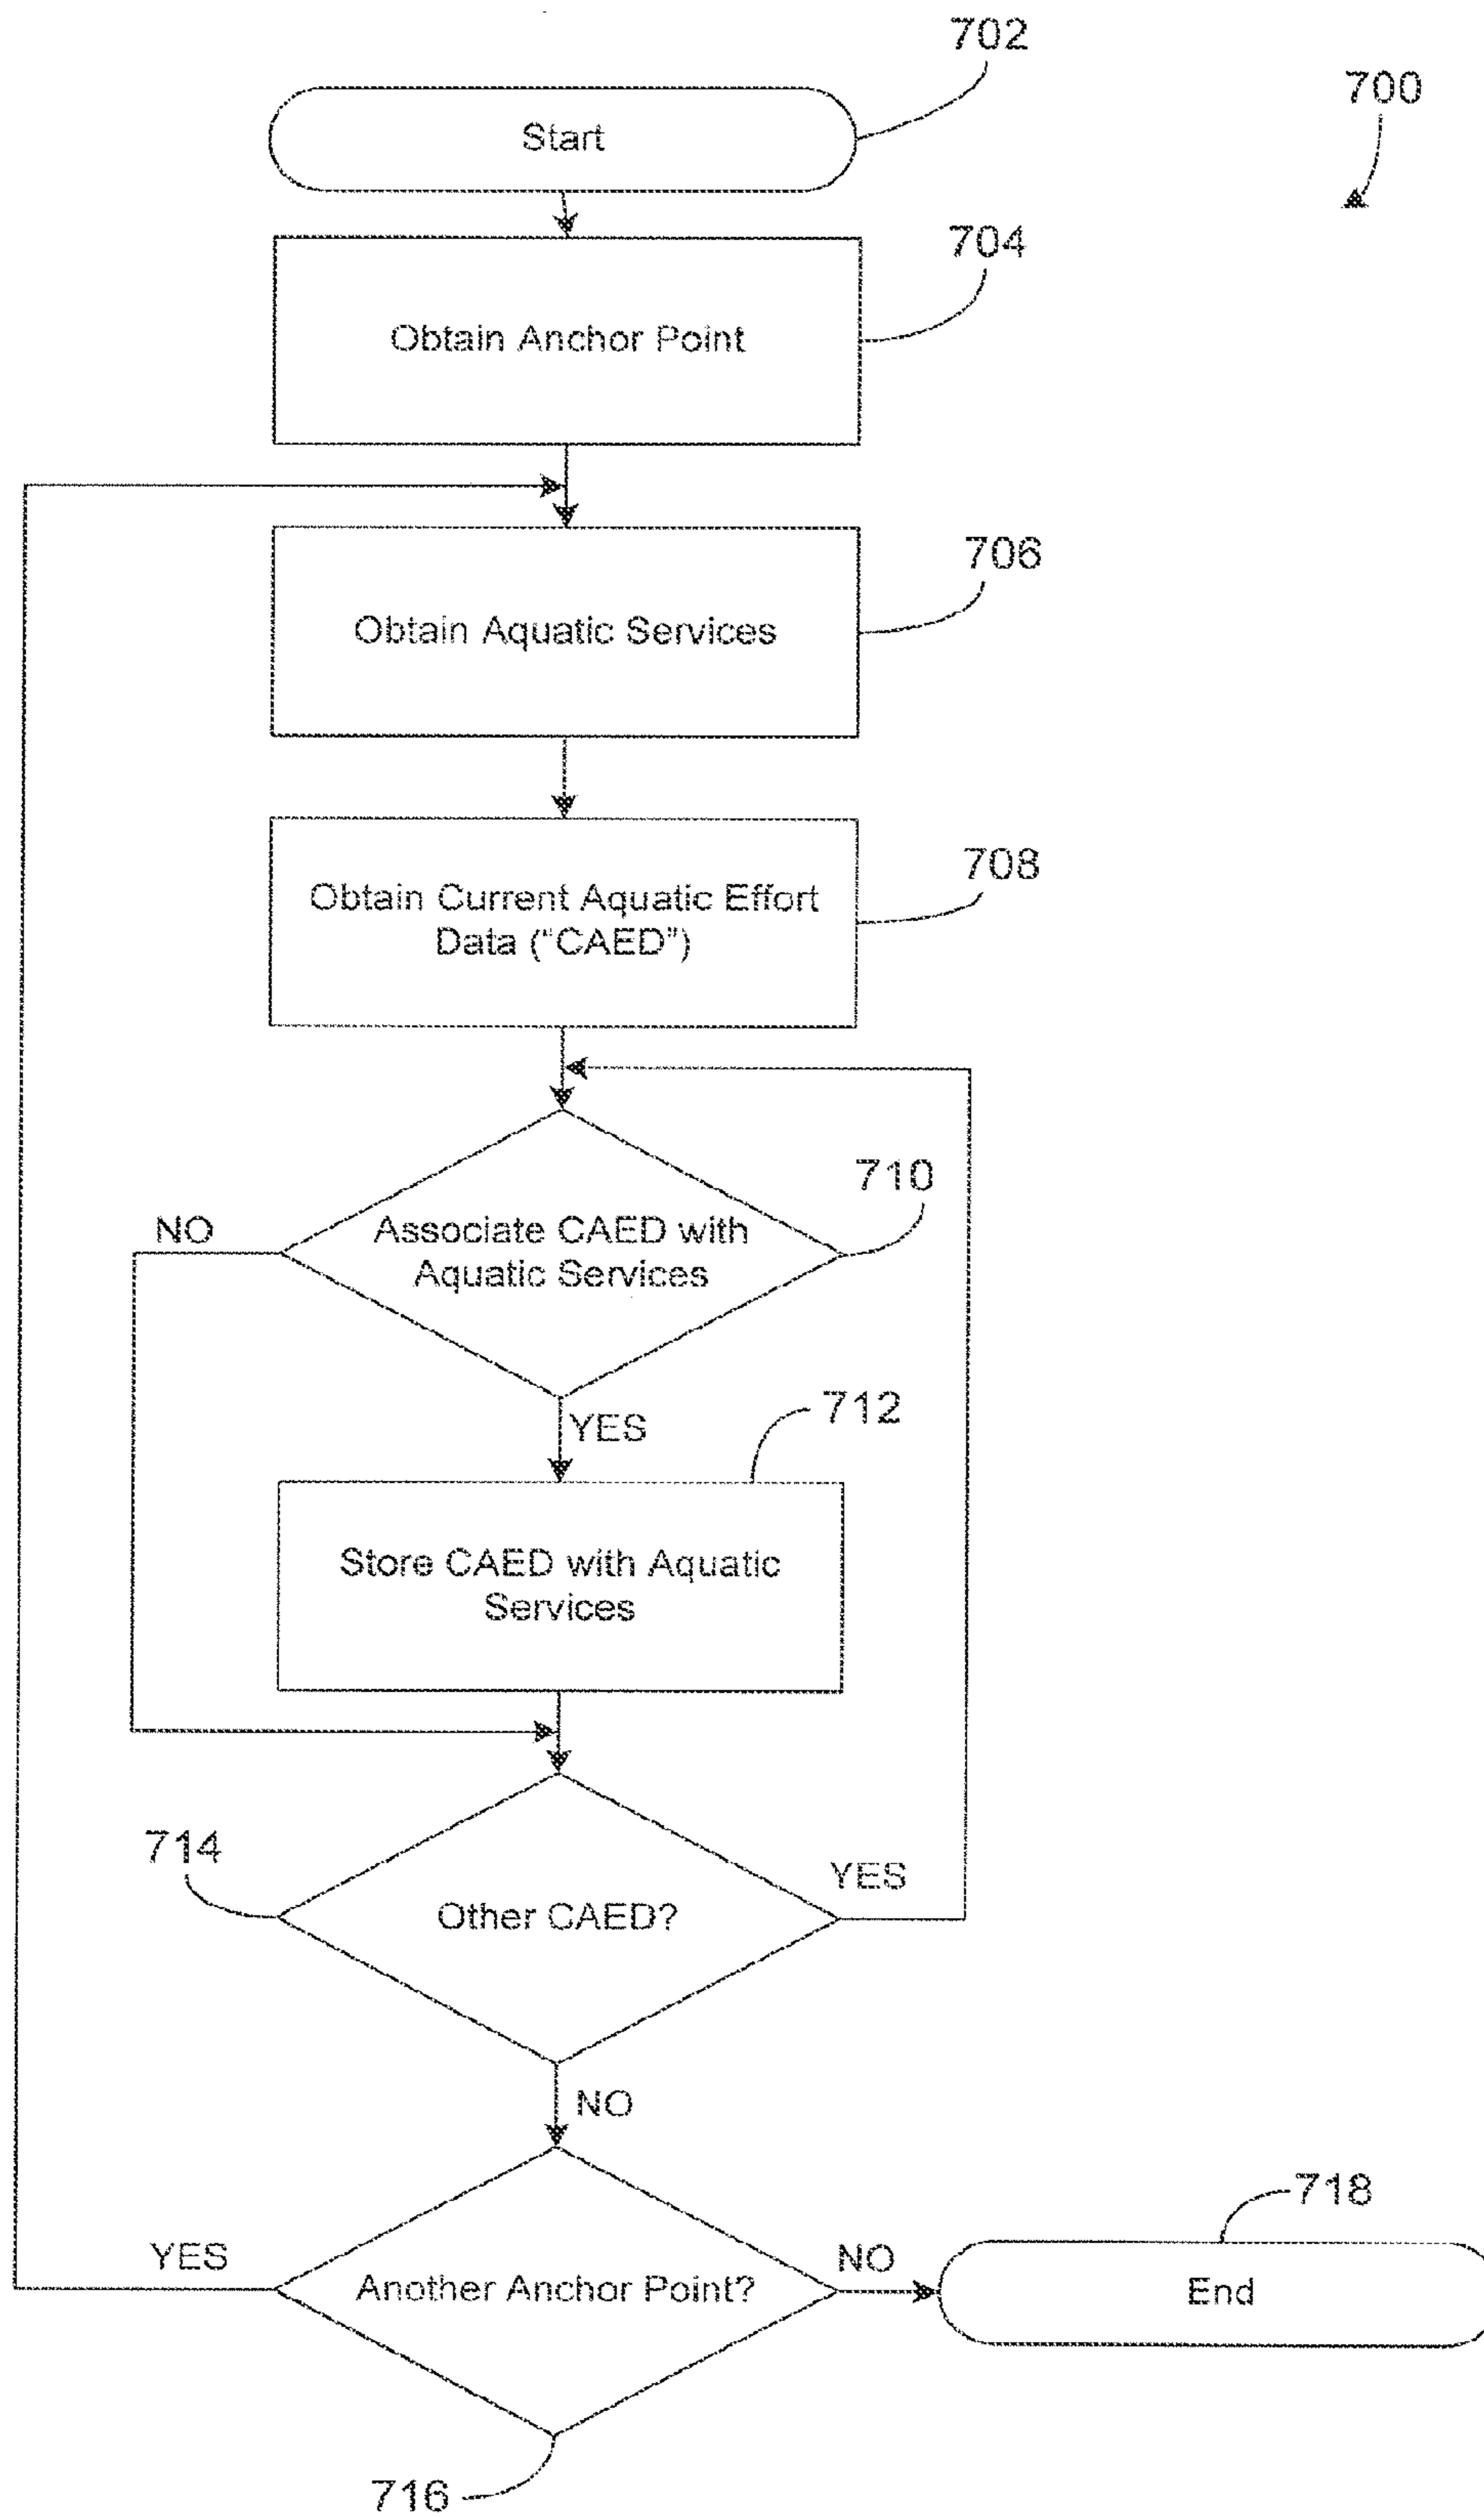 702
700
Start
704
Obtain Anchor Point
706
Obtain Aquatic Services
708
Obtain Current Aquatic Effort
Data ("CAED")
710
NO
Associate CAED with
Aquatic Services
YES
712
Store CAED with Aquatic
Services
714
YES
Other CAED?
NO
718
YES
NO
Another Anchor Point?
End
716